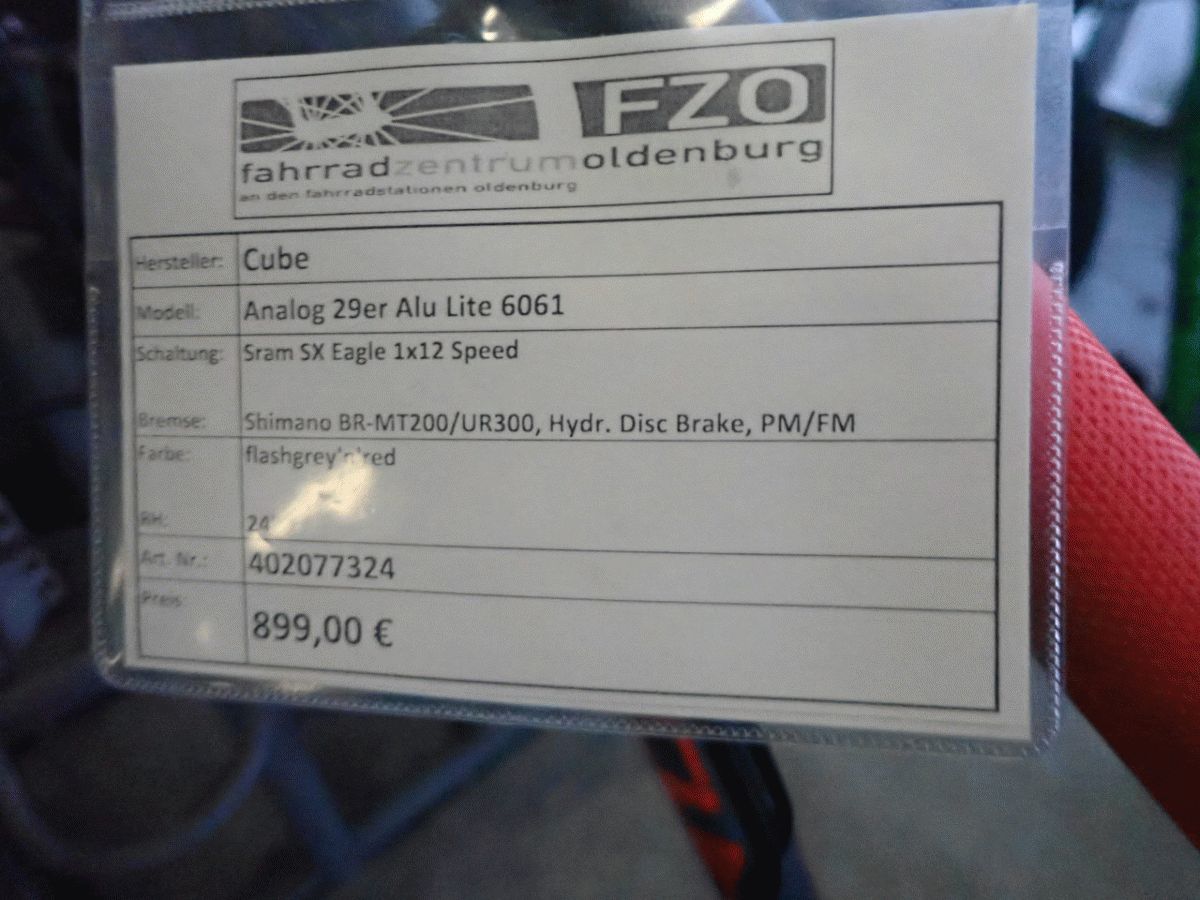 FZO
fahrradzentrumoldenburg
an den fahrradstationen oldenburg
Hersteller: Cube
Modell: Analog 29er Alu Lite 6061
Schaltung: Sram SX Eagle 1x12 Speed
Bremse: Shimano BR-MT200/UR300, Hydr. Disc Brake, PM/FM
Farbe: flashgrey'n'red
RH: 24
Art. Nr.: 402077324
Preis: 899,00 €